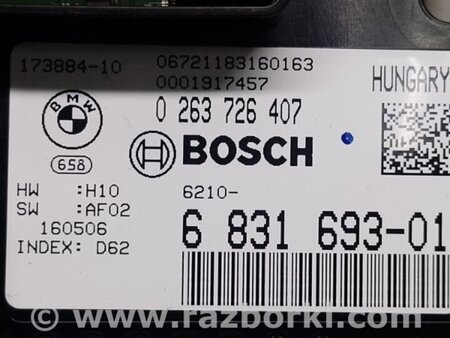 173884-10
06721183160163
0001917457
HUNGARY
0 263 726 407
BMW
BOSCH
658
HW :H10
SW :AF02
160506
INDEX: D62
6210-
6 831 693-01
© www.razborki.com